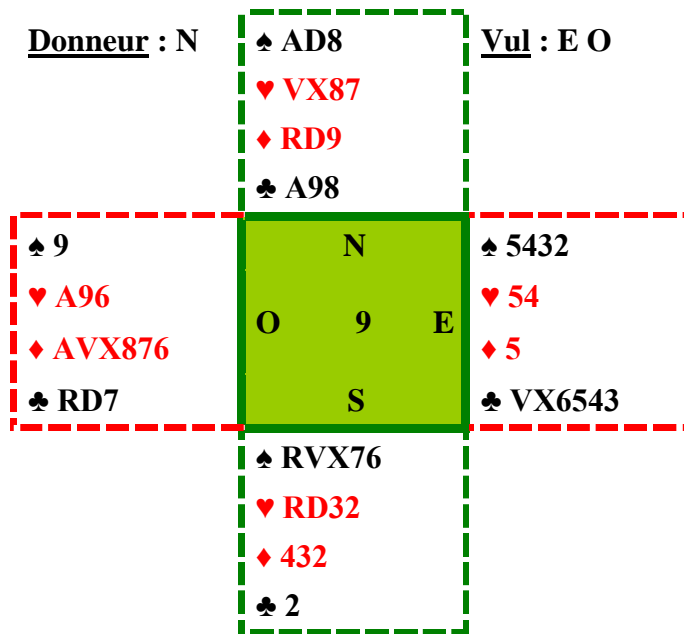 Donneur : N
♠ AD8
♥ VX87
♦ RD9
♣ A98
Vul : E O
♠ 9
♥ A96
♦ AVX876
♣ RD7
N
O 9 E
S
♠ 5432
♥ 54
♦ 5
♣ VX6543
♠ RVX76
♥ RD32
♦ 432
♣ 2